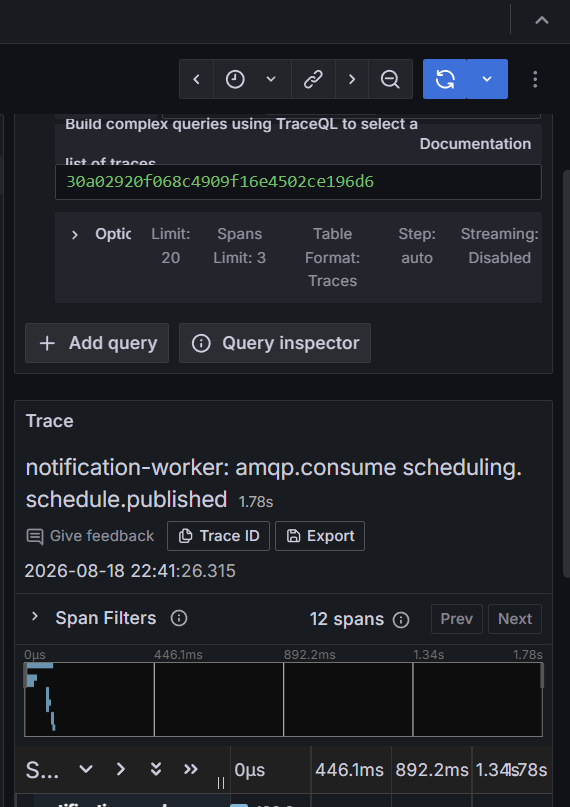 Build complex queries using TraceQL to select a
list of traces
Documentation
30a02920f068c4909f16e4502ce196d6
Limit:
20
Spans
Limit: 3
Table
Format:
Traces
Step:
auto
Streaming:
Disabled
Add query
Query inspector
Trace
notification-worker: amqp.consume scheduling.
schedule.published 1.78s
Give feedback
Trace ID
Export
2026-08-18 22:41:26.315
Span Filters
12 spans
Prev
Next
0μs 446.1ms 892.2ms 1.34s 1.78s
S...
0μs 446.1ms 892.2ms 1.34s 1.78s